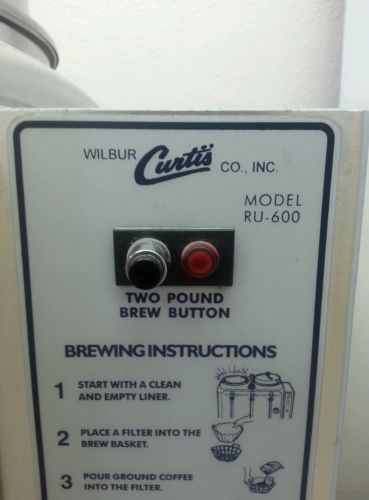 WILBUR Curtis CO., INC.
MODEL
RU-600
TWO POUND
BREW BUTTON
BREWING INSTRUCTIONS
1 START WITH A CLEAN
AND EMPTY LINER.
2 PLACE A FILTER INTO THE
BREW BASKET.
3 POUR GROUND COFFEE
INTO THE FILTER.